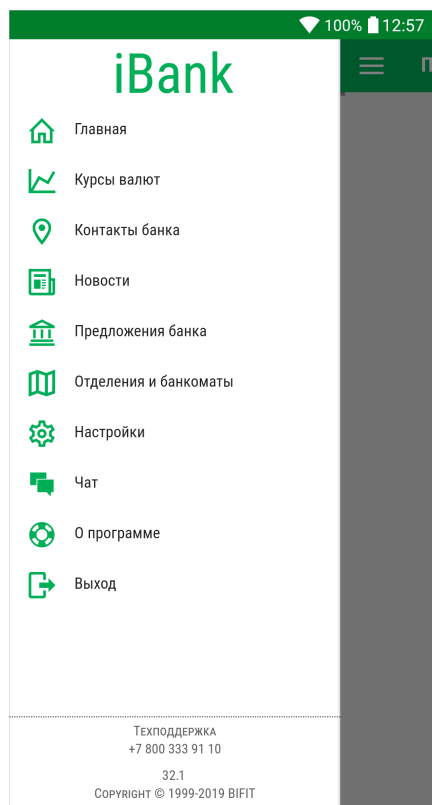 100% 12:57
iBank
Главная
Курсы валют
Контакты банка
Новости
Предложения банка
Отделения и банкоматы
Настройки
Чат
О программе
Выход
Техподдержка
+7 800 333 91 10
32.1
Copyright © 1999-2019 BIFIT